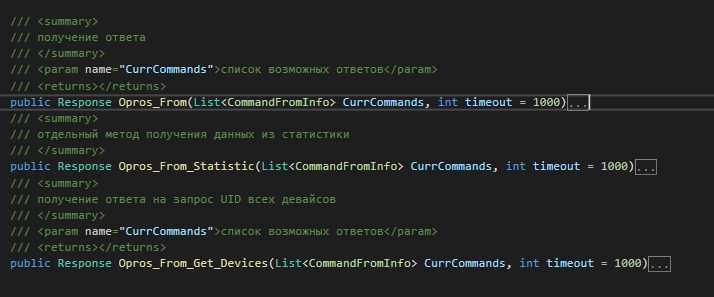 /// <summary>
/// получение ответа
/// </summary>
/// <param name="CurrCommands">список возможных ответов</param>
/// <returns></returns>
public Response Opros_From(List<CommandFromInfo> CurrCommands, int timeout = 1000)...
/// <summary>
/// отдельный метод получения данных из статистики
/// </summary>
public Response Opros_From_Statistic(List<CommandFromInfo> CurrCommands, int timeout = 1000)...
/// <summary>
/// получение ответа на запрос UID всех девайсов
/// </summary>
/// <param name="CurrCommands">список возможных ответов</param>
/// <returns></returns>
public Response Opros_From_Get_Devices(List<CommandFromInfo> CurrCommands, int timeout = 1000)...